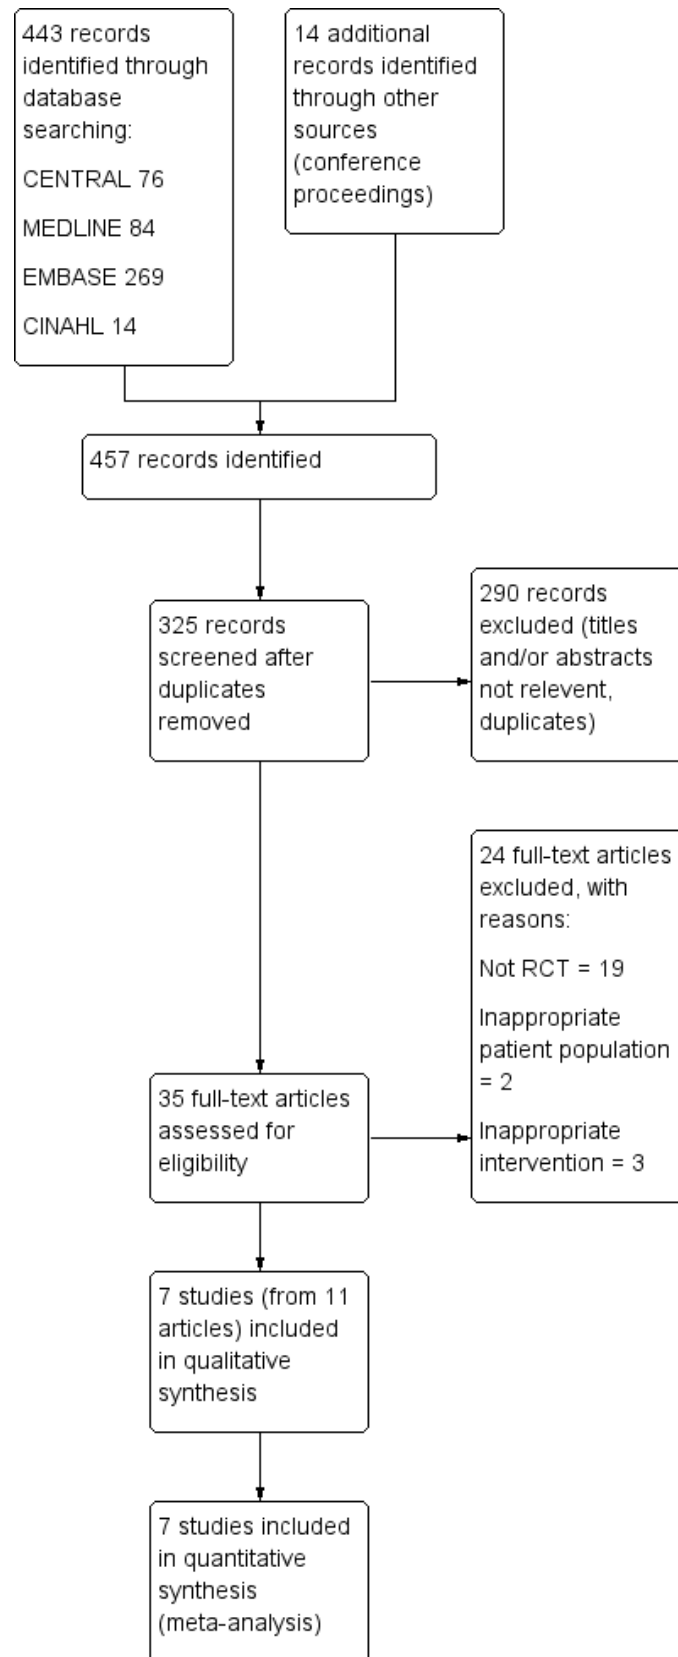 443 records
identified through
database
searching:
CENTRAL 76
MEDLINE 84
EMBASE 269
CINAHL 14
14 additional
records identified
through other
sources
(conference
proceedings)
457 records identified
325 records
screened after
duplicates
removed
290 records
excluded (titles
and/or abstracts
not relevent,
duplicates)
24 full-text articles
excluded, with
reasons:
Not RCT = 19
Inappropriate
patient population
= 2
Inappropriate
intervention = 3
35 full-text articles
assessed for
eligibility
7 studies (from 11
articles) included
in qualitative
synthesis
7 studies included
in quantitative
synthesis
(meta-analysis)